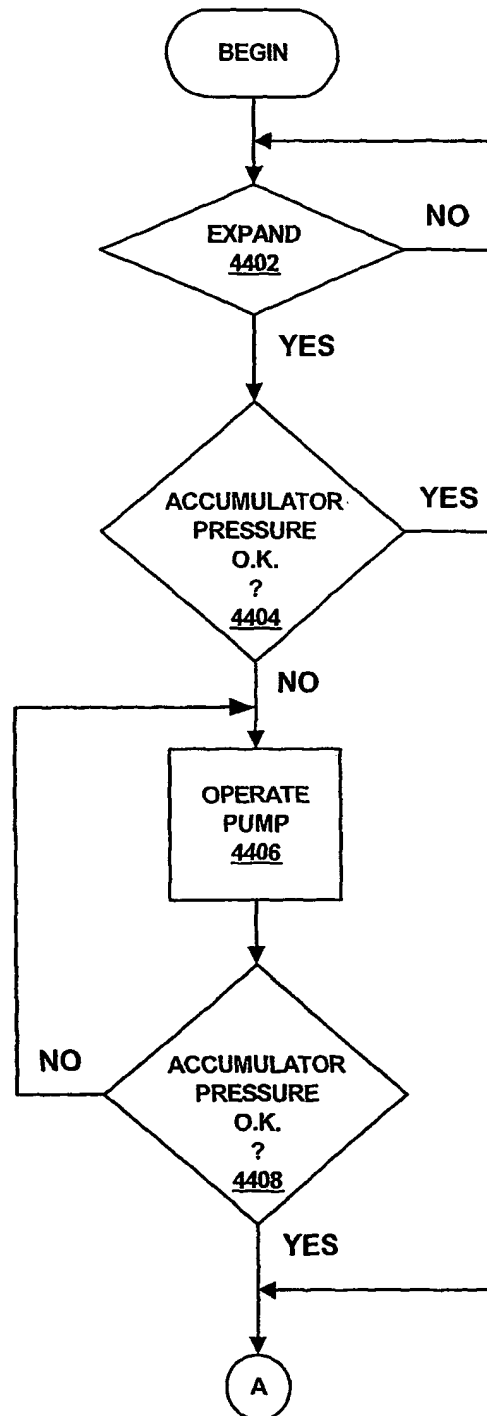 BEGIN
EXPAND
4402
NO
YES
ACCUMULATOR
PRESSURE
O.K.
?
4404
YES
NO
OPERATE
PUMP
4406
ACCUMULATOR
PRESSURE
O.K.
?
4408
NO
YES
A